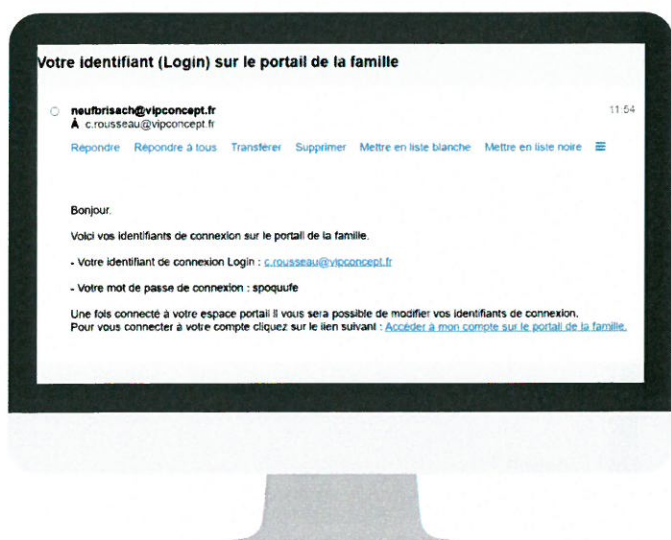 Votre identifiant (Login) sur le portail de la famille
neufbrisach@vipconcept.fr 11:54
À c.rousseau@vipconcept.fr
Répondre Répondre à tous Transférer Supprimer Mettre en liste blanche Mettre en liste noire
Bonjour.
Voici vos identifiants de connexion sur le portail de la famille.
- Votre identifiant de connexion Login : c.rousseau@vipconcept.fr
- Votre mot de passe de connexion : spoquufe
Une fois connecté à votre espace portail il vous sera possible de modifier vos identifiants de connexion.
Pour vous connecter à votre compte cliquez sur le lien suivant : Accéder à mon compte sur le portail de la famille.